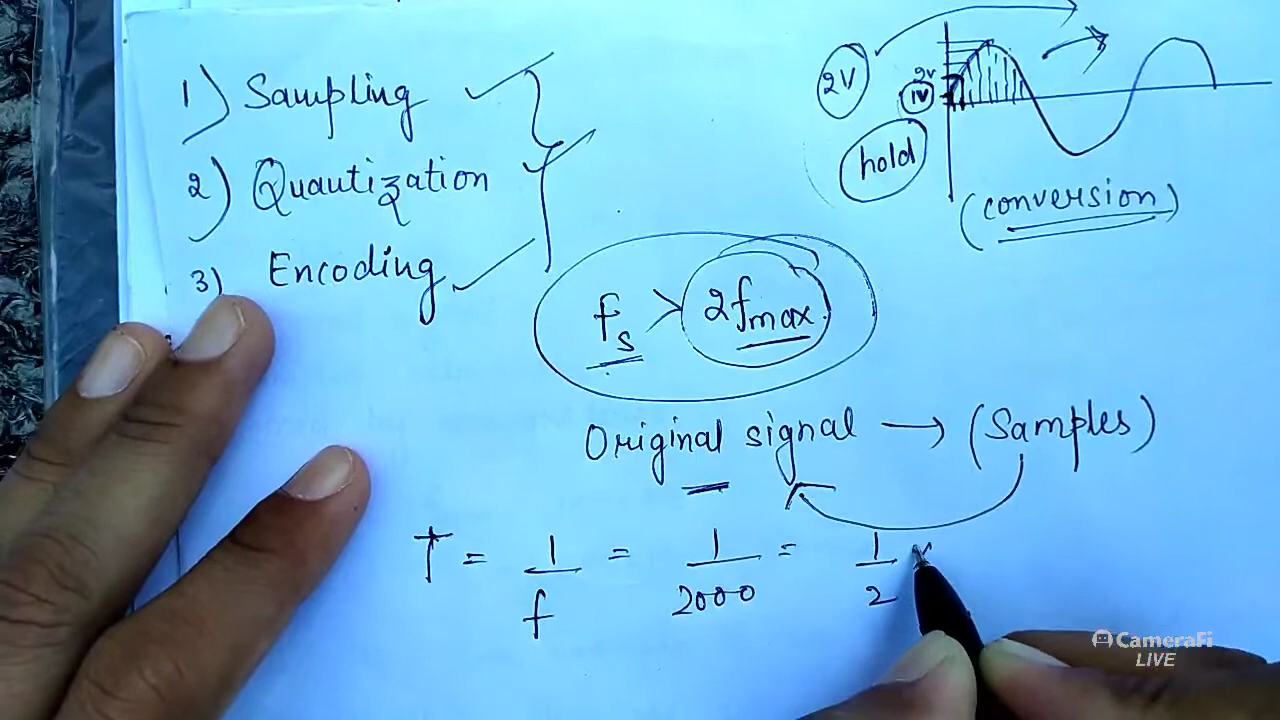 1) Sampling
2) Quantization
3) Encoding
2V
2V
1V
hold
(conversion)
fs > 2fmax
Original signal → (Samples)
T = 1/f = 1/2000 = 1/2 ×
CameraFi
LIVE